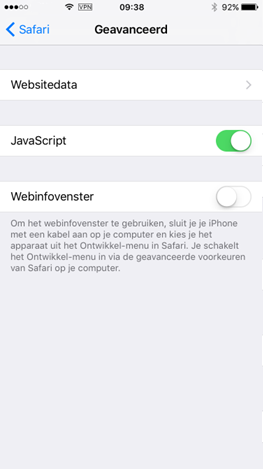 VPN 09:38 92%
Safari Geavanceerd
Websitedata
JavaScript
Webinfovenster
Om het webinfovenster te gebruiken, sluit je je iPhone
met een kabel aan op je computer en kies je het
apparaat uit het Ontwikkel-menu in Safari. Je schakelt
het Ontwikkel-menu in via de geavanceerde voorkeuren
van Safari op je computer.